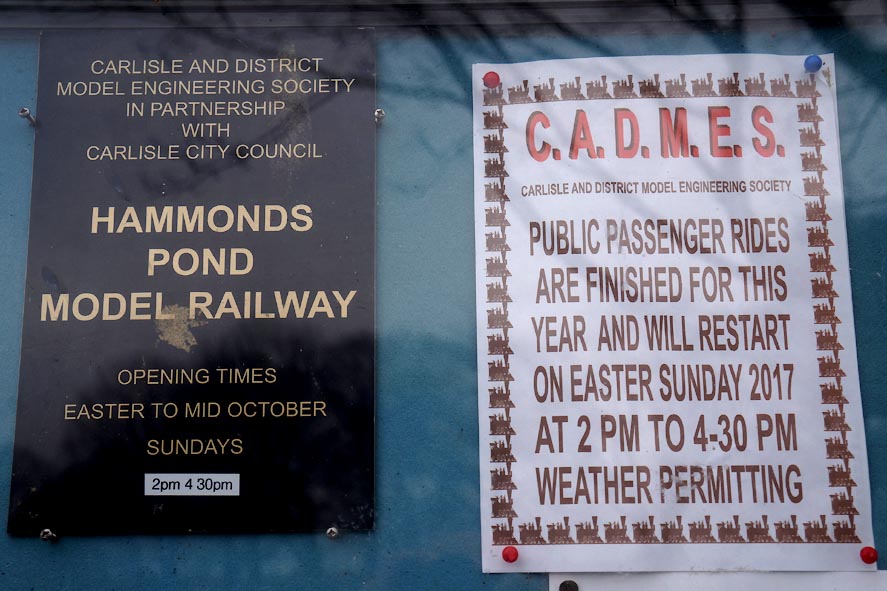 CARLISLE AND DISTRICT
MODEL ENGINEERING SOCIETY
IN PARTNERSHIP
WITH
CARLISLE CITY COUNCIL
HAMMONDS
POND
MODEL RAILWAY
OPENING TIMES
EASTER TO MID OCTOBER
SUNDAYS
2pm 4 30pm
C.A.D.M.E.S.
CARLISLE AND DISTRICT MODEL ENGINEERING SOCIETY
PUBLIC PASSENGER RIDES
ARE FINISHED FOR THIS
YEAR AND WILL RESTART
ON EASTER SUNDAY 2017
AT 2 PM TO 4-30 PM
WEATHER PERMITTING